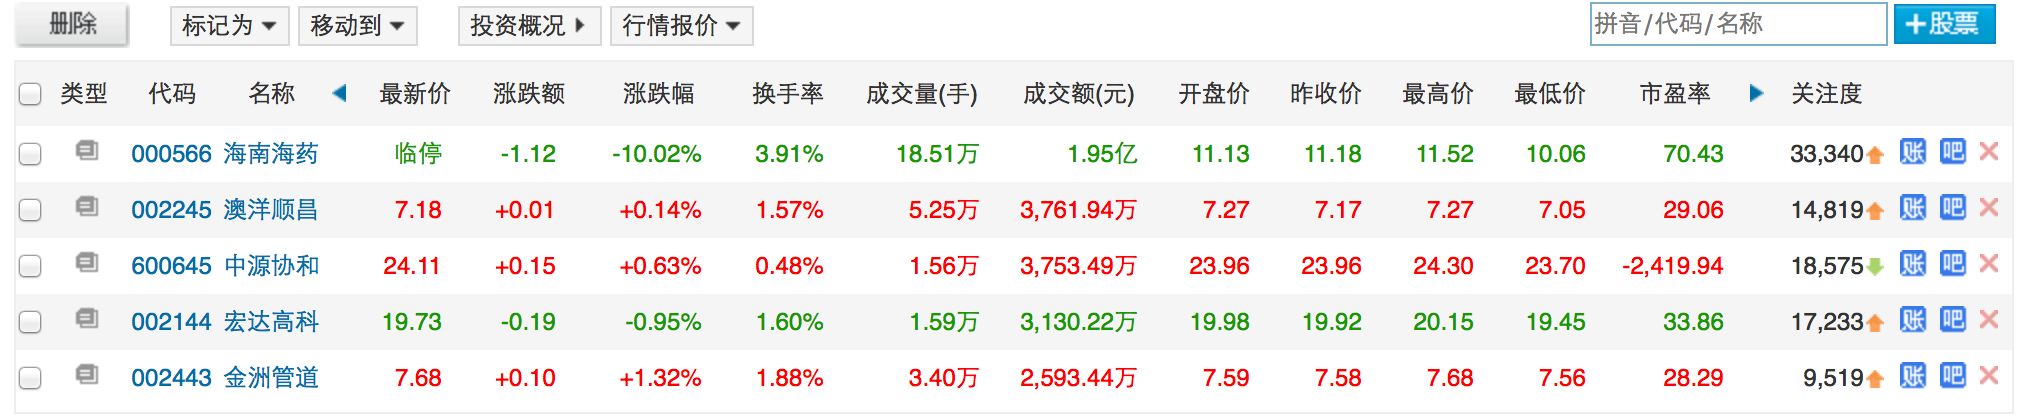 删除 标记为 移动到 投资概况 行情报价 拼音/代码/名称 +股票
类型 代码 名称 最新价 涨跌额 涨跌幅 换手率 成交量(手) 成交额(元) 开盘价 昨收价 最高价 最低价 市盈率 关注度
000566 海南海药 临停 -1.12 -10.02% 3.91% 18.51万 1.95亿 11.13 11.18 11.52 10.06 70.43 33,340 账 吧
002245 澳洋顺昌 7.18 +0.01 +0.14% 1.57% 5.25万 3,761.94万 7.27 7.17 7.27 7.05 29.06 14,819 账 吧
600645 中源协和 24.11 +0.15 +0.63% 0.48% 1.56万 3,753.49万 23.96 23.96 24.30 23.70 -2,419.94 18,575 账 吧
002144 宏达高科 19.73 -0.19 -0.95% 1.60% 1.59万 3,130.22万 19.98 19.92 20.15 19.45 33.86 17,233 账 吧
002443 金洲管道 7.68 +0.10 +1.32% 1.88% 3.40万 2,593.44万 7.59 7.58 7.68 7.56 28.29 9,519 账 吧